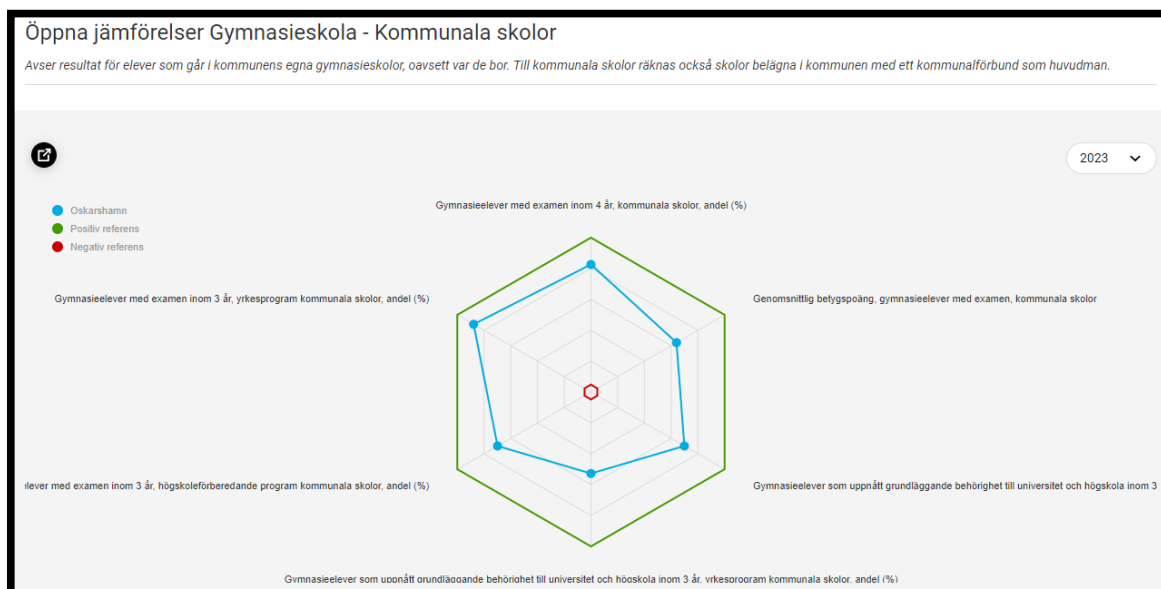 Öppna jämförelser Gymnasieskola - Kommunala skolor
Avser resultat för elever som går i kommunens egna gymnasieskolor, oavsett var de bor. Till kommunala skolor räknas också skolor belägna i kommunen med ett kommunalförbund som huvudman.
2023
Oskarshamn
Positiv referens
Negativ referens
Gymnasieelever med examen inom 4 år, kommunala skolor, andel (%)
Gymnasieelever med examen inom 3 år, yrkesprogram kommunala skolor, andel (%)
Genomsnittlig betygspoäng, gymnasieelever med examen, kommunala skolor
elever med examen inom 3 år, högskoleförberedande program kommunala skolor, andel (%)
Gymnasieelever som uppnått grundläggande behörighet till universitet och högskola inom 3
Gymnasieelever som uppnått grundläggande behörighet till universitet och högskola inom 3 år, yrkesprogram kommunala skolor, andel (%)